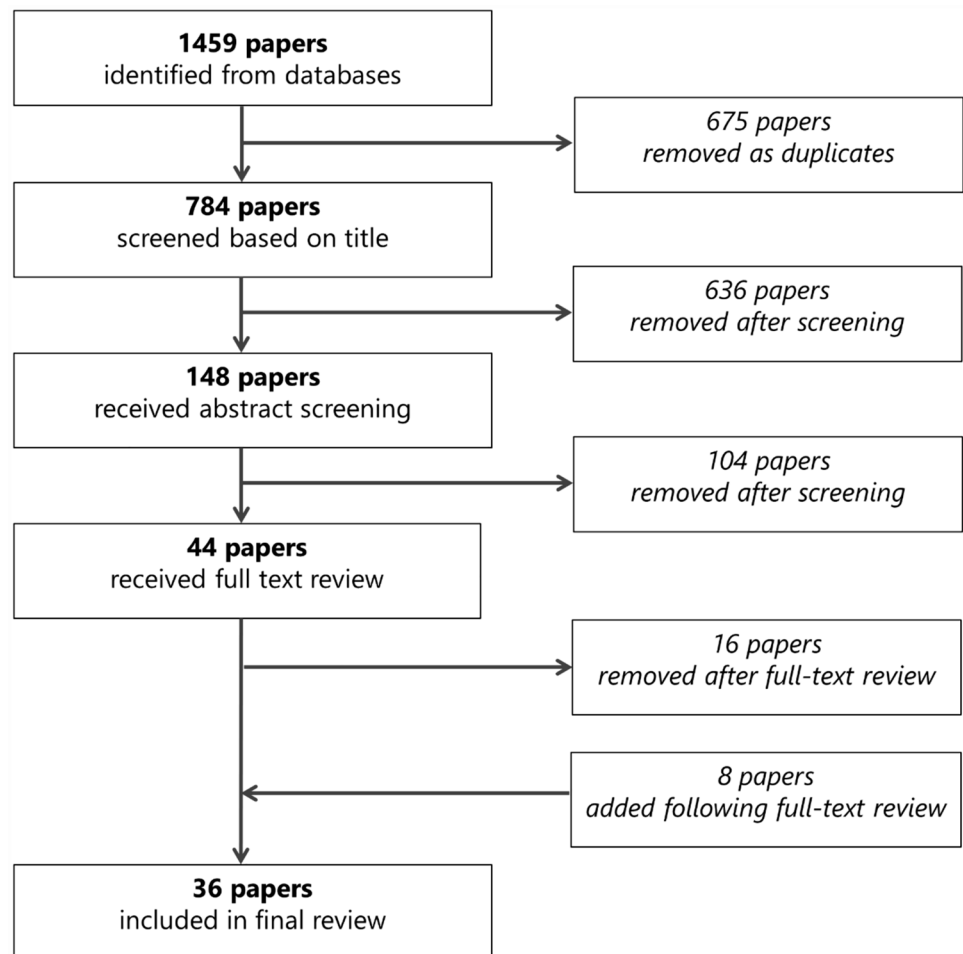 1459 papers
identified from databases
675 papers
removed as duplicates
784 papers
screened based on title
636 papers
removed after screening
148 papers
received abstract screening
104 papers
removed after screening
44 papers
received full text review
16 papers
removed after full-text review
8 papers
added following full-text review
36 papers
included in final review